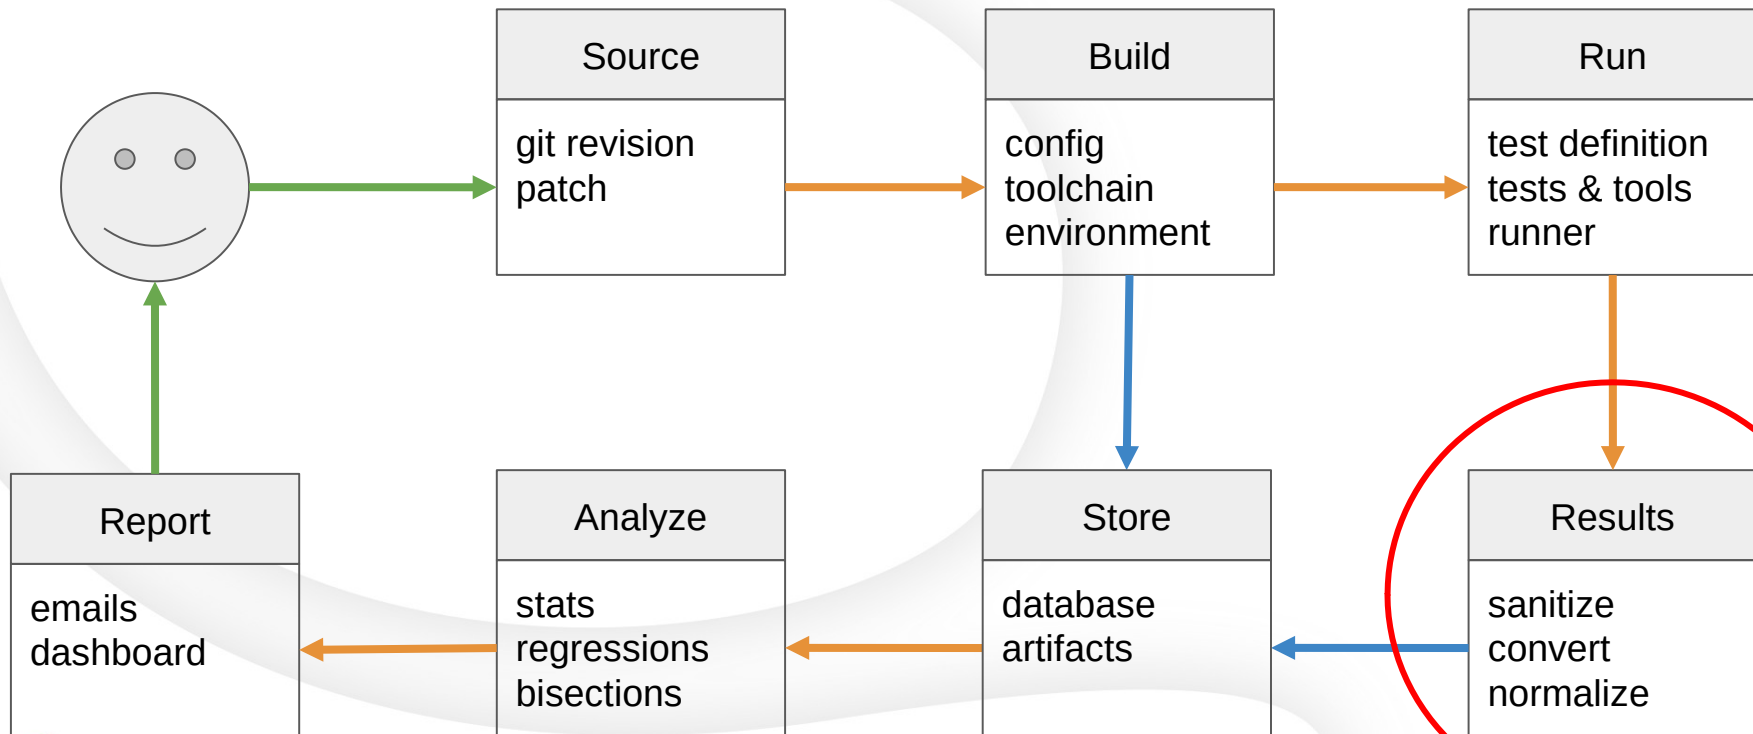 Source
git revision
patch
Build
config
toolchain
environment
Run
test definition
tests & tools
runner
Report
emails
dashboard
Analyze
stats
regressions
bisections
Store
database
artifacts
Results
sanitize
convert
normalize